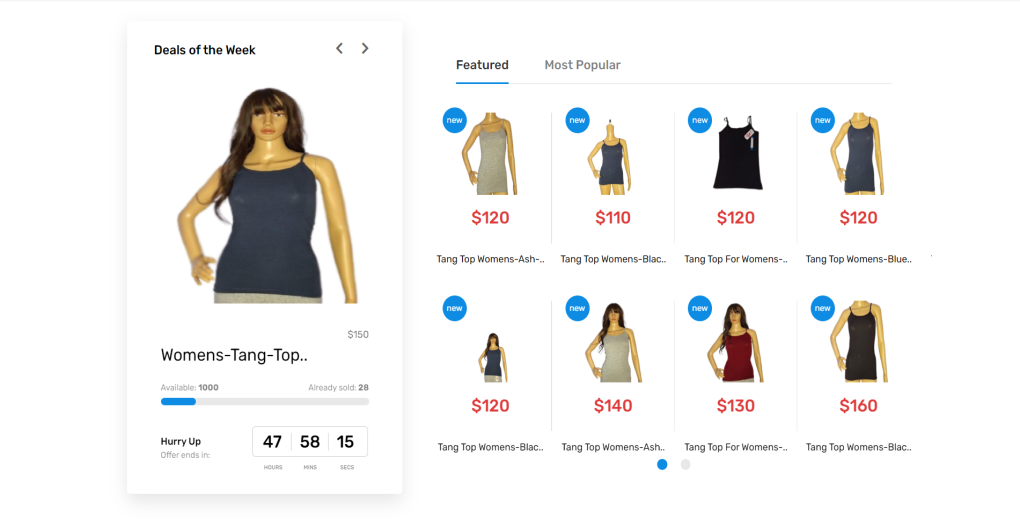 Deals of the Week
$150
Womens-Tang-Top..
Available: 1000 Already sold: 28
Hurry Up
Offer ends in:
47 58 15
HOURS MINS SECS
Featured Most Popular
new new new new
$120 $110 $120 $120
Tang Top Womens-Ash-.. Tang Top Womens-Blac.. Tang Top For Womens-.. Tang Top Womens-Blue..
new new new new
$120 $140 $130 $160
Tang Top Womens-Blac.. Tang Top Womens-Ash.. Tang Top For Womens-.. Tang Top Womens-Blac..